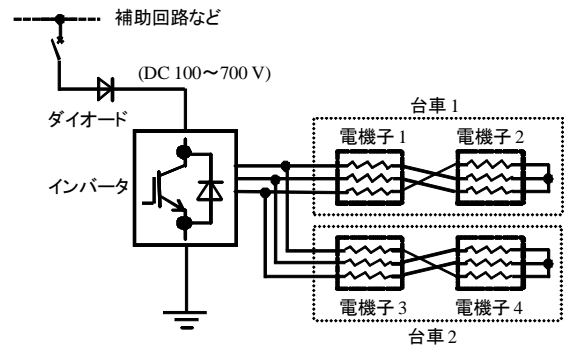 補助回路など
(DC 100～700 V)
ダイオード
インバータ
台車 1
電機子 1
電機子 2
電機子 3
電機子 4
台車 2